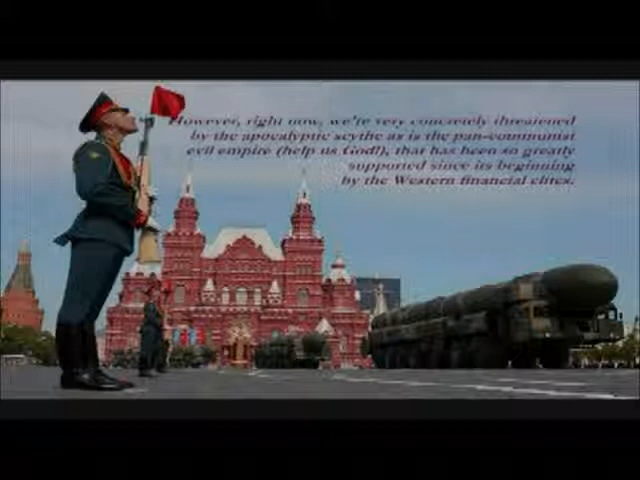 However, right now, we're very concretely threatened
by the apocalyptic scythe as is the pan-communist
evil empire (help us God!), that has been so greatly
supported since its beginning
by the Western financial elites.